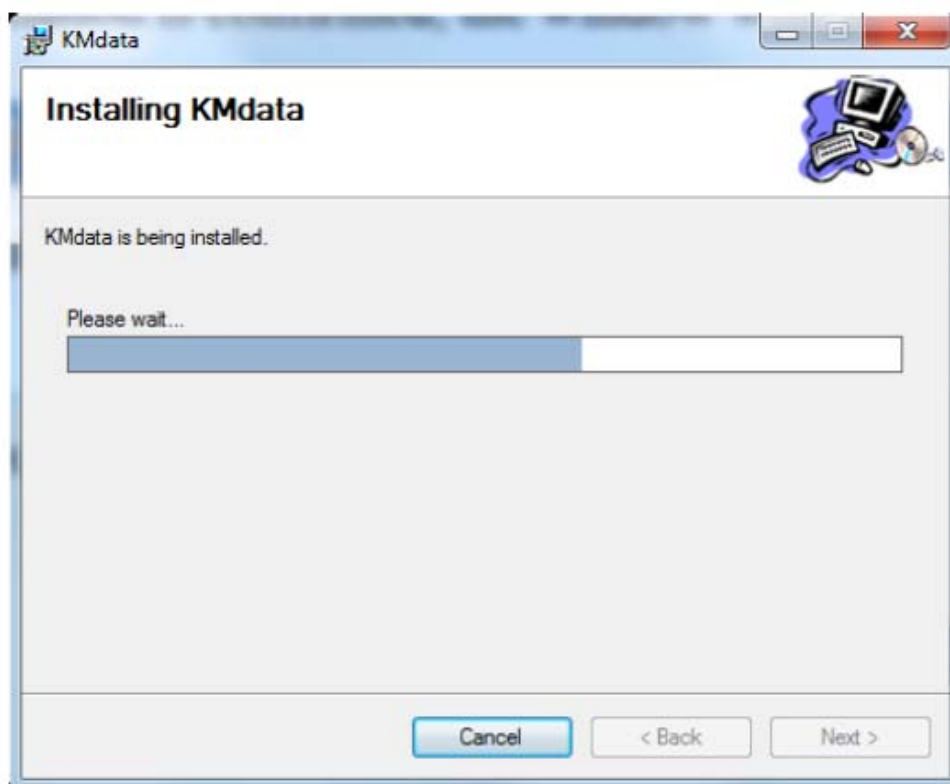 KMdata
Installing KMdata
KMdata is being installed.
Please wait...
Cancel
< Back
Next >